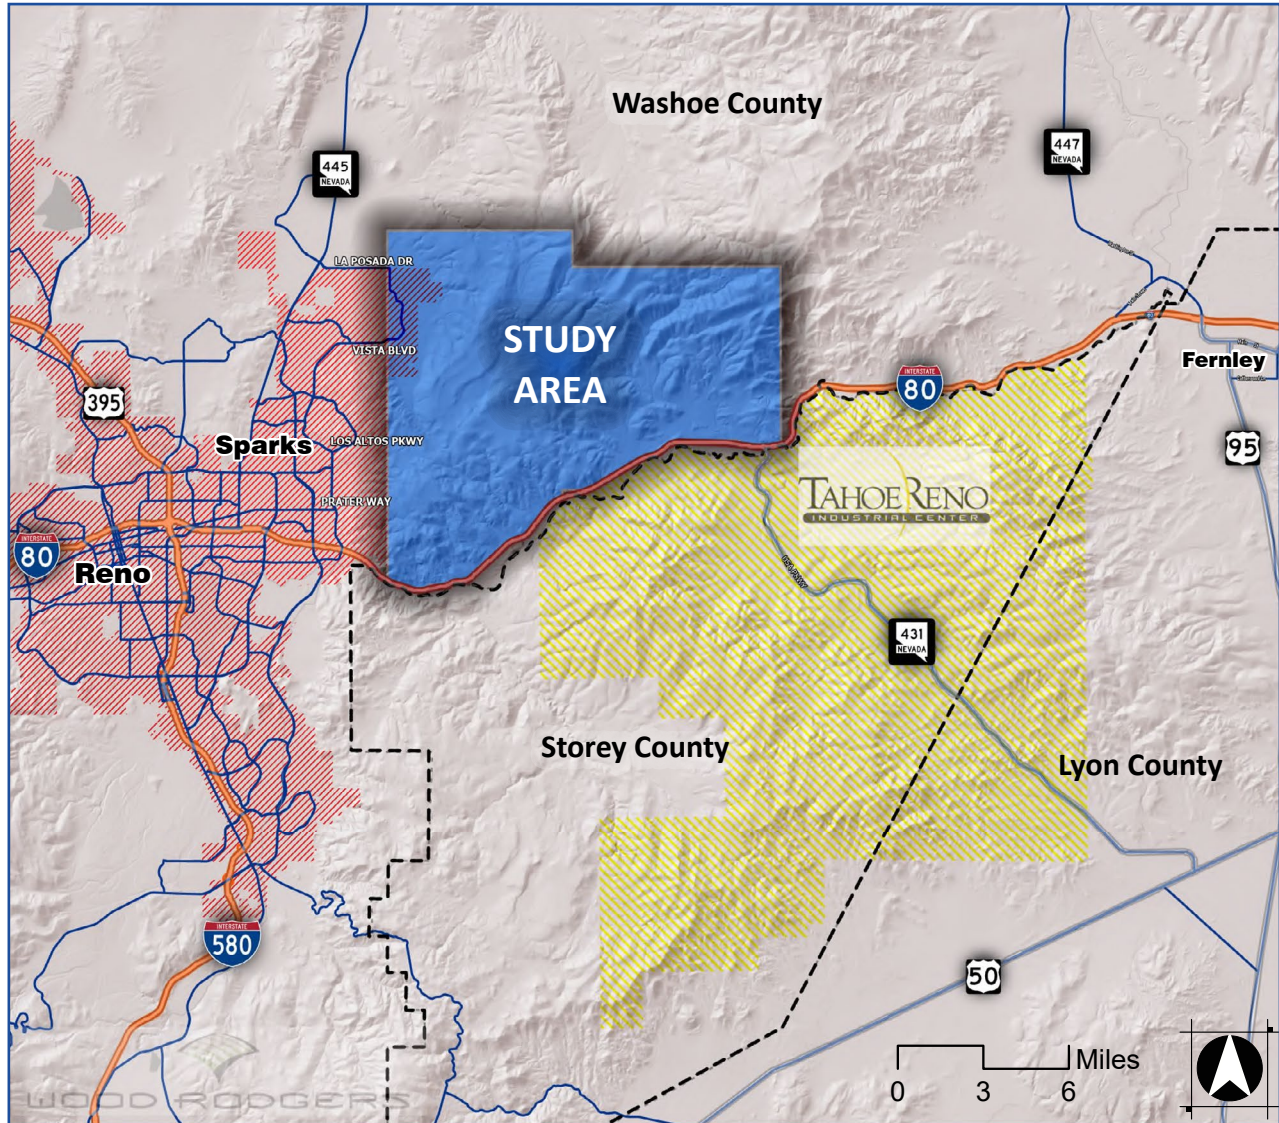 Washoe County
445
NEVADA
447
NEVADA
LA POSADA DR
STUDY
AREA
VISTA BLVD
INTERSTATE
80
Fernley
395
Sparks
LOS ALTOS PKWY
95
PRATER WAY
TAHOE RENO
INDUSTRIAL CENTER
INTERSTATE
80
Reno
USA PKWY
431
NEVADA
Storey County
Lyon County
INTERSTATE
580
50
Miles
0 3 6
WOOD RODGERS